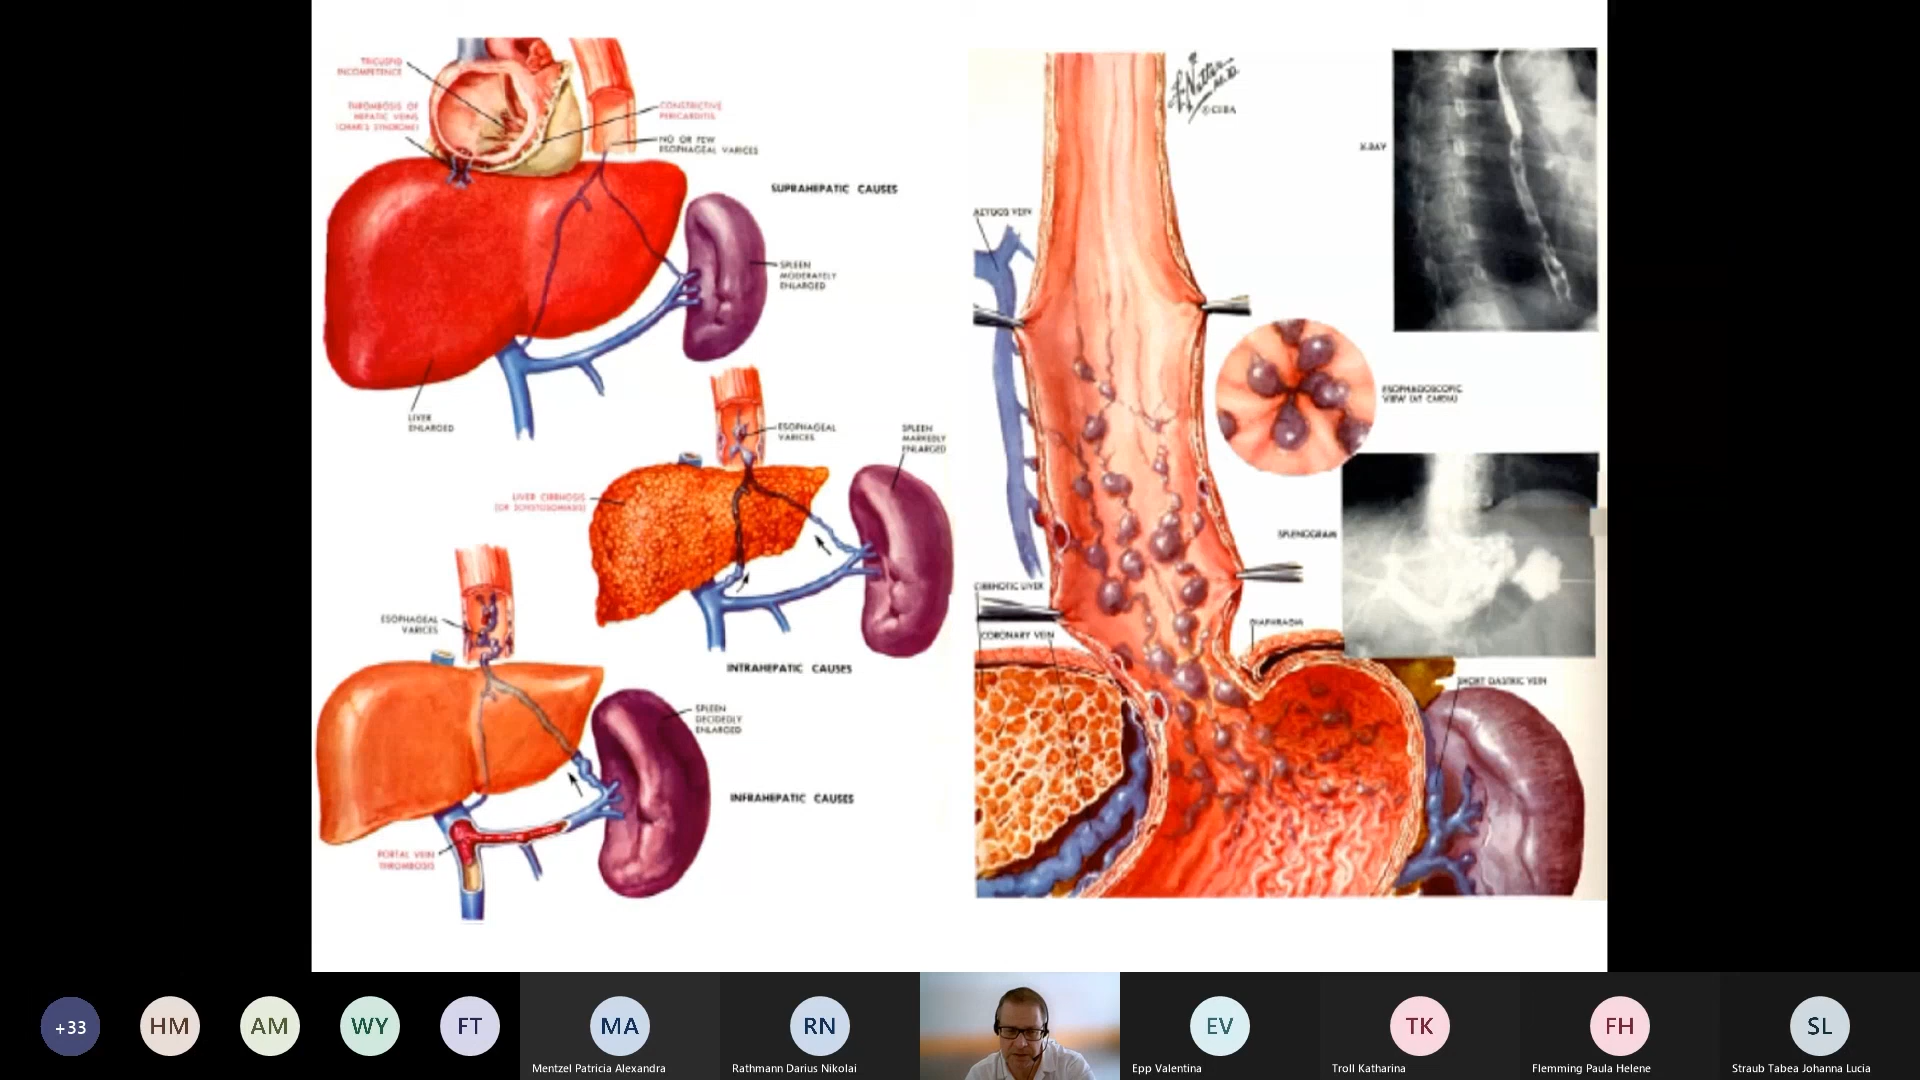 TRICUSPID
INCOMPETENCE
THROMBOSIS OF
HEPATIC VEINS
(CHIARI'S SYNDROME)
CONSTRICTIVE
PERICARDITIS
NO OR FEW
ESOPHAGEAL VARICES
SUPRAHEPATIC CAUSES
SPLEEN
MODERATELY
ENLARGED
LIVER
ENLARGED
ESOPHAGEAL
VARICES
SPLEEN
MARKEDLY
ENLARGED
LIVER CIRRHOSIS
(OR SCHISTOSOMIASIS)
INTRAHEPATIC CAUSES
ESOPHAGEAL
VARICES
SPLEEN
DECIDEDLY
ENLARGED
INFRAHEPATIC CAUSES
PORTAL VEIN
THROMBOSIS
F. Netter
M.D.
© CIBA
X-RAY
AZYGOS VEIN
ESOPHAGOSCOPIC
VIEW (AT CARDIA)
SPLENOGRAM
CIRRHOTIC LIVER
CORONARY VEIN
DIAPHRAGM
SHORT GASTRIC VEIN
+33
HM
AM
WY
FT
MA
Mentzel Patricia Alexandra
RN
Rathmann Darius Nikolai
EV
Epp Valentina
TK
Troll Katharina
FH
Flemming Paula Helene
SL
Straub Tabea Johanna Lucia